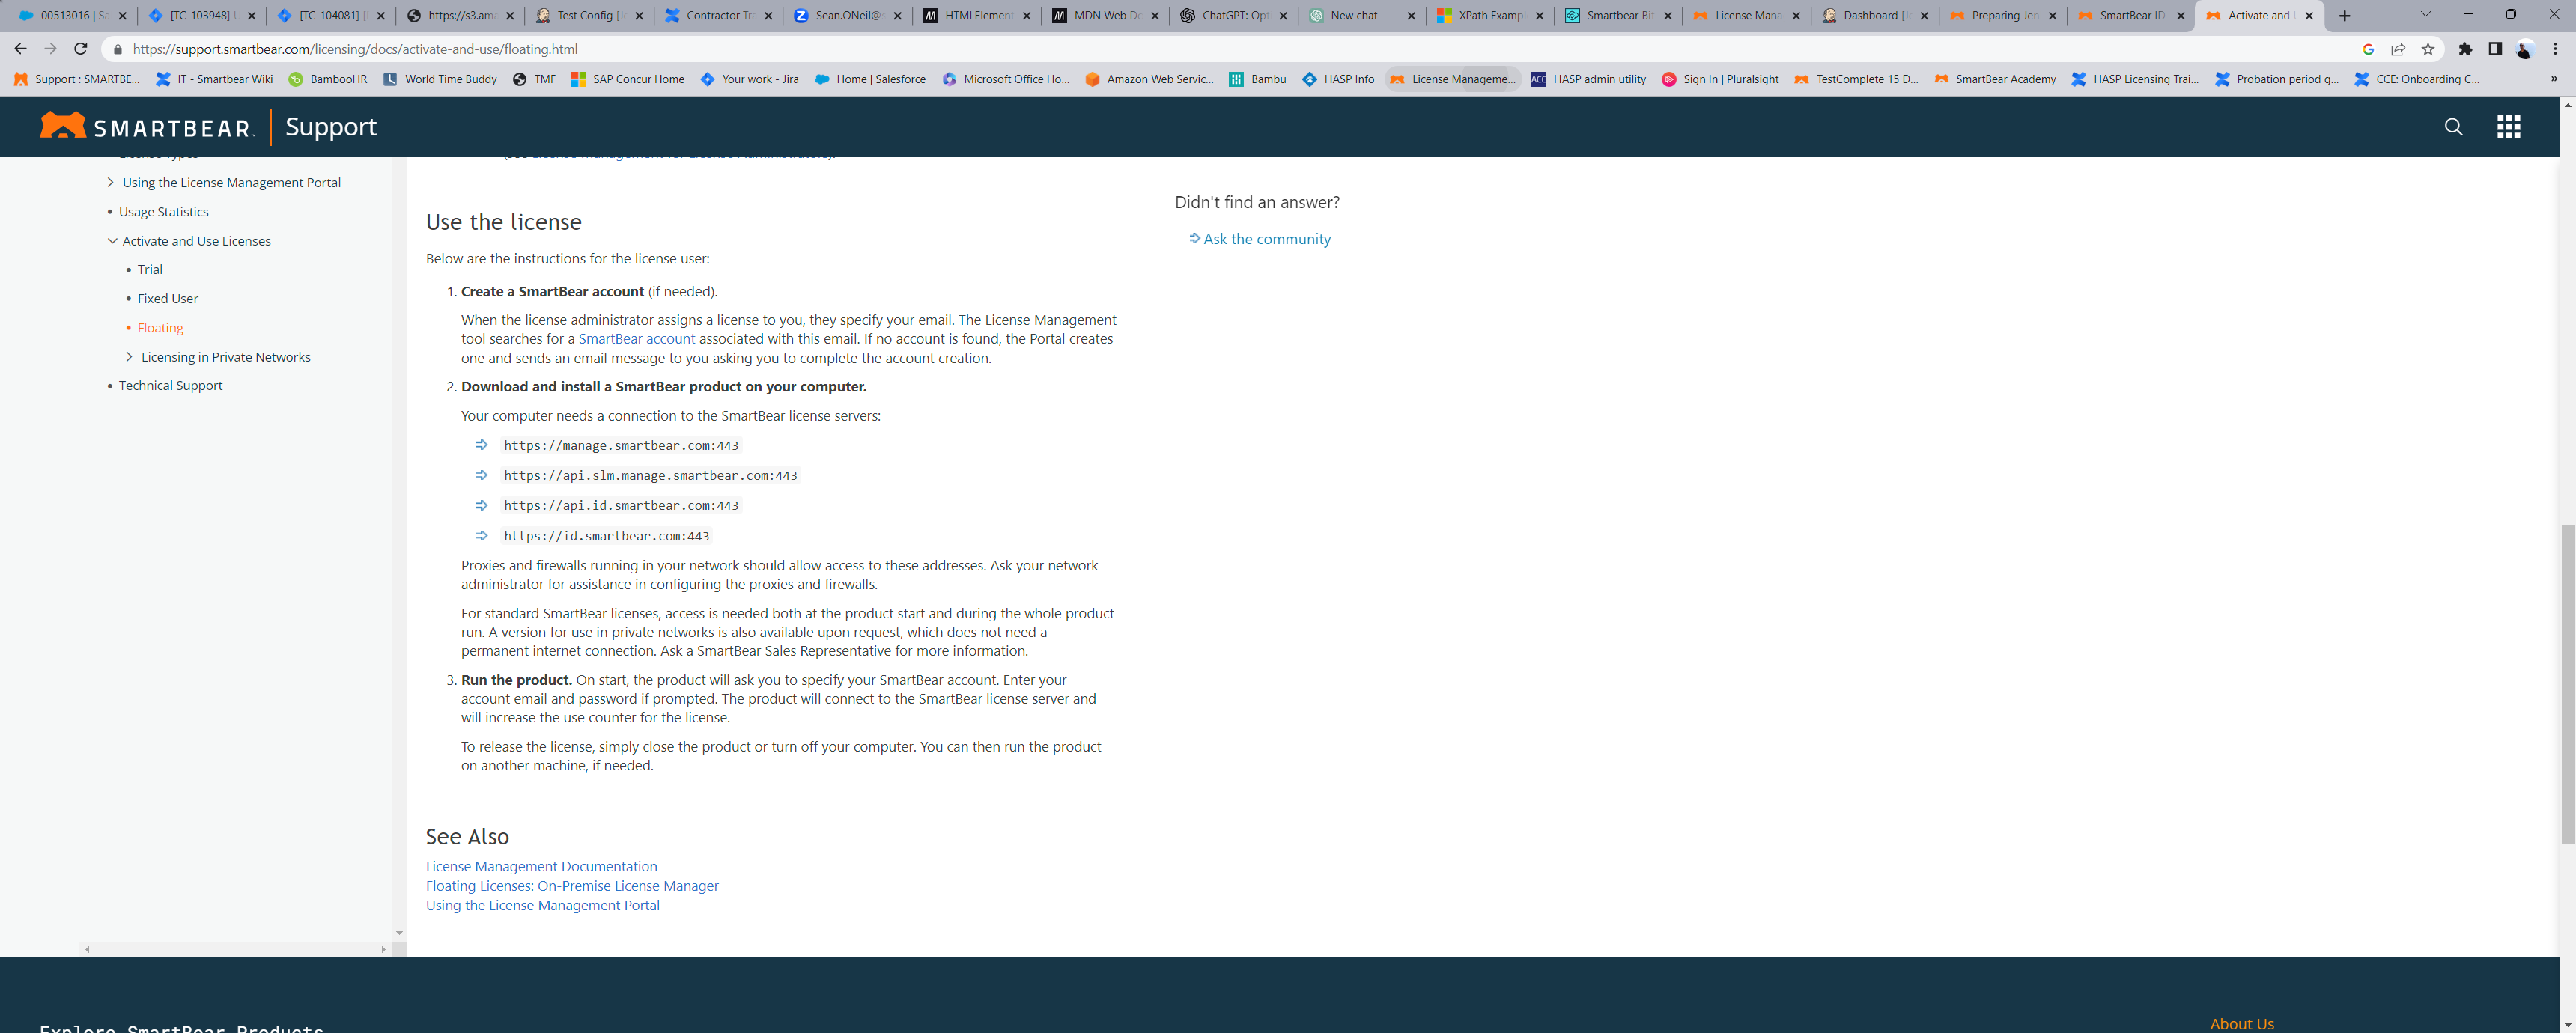 00513016 | Sa
[TC-103948] U
[TC-104081] [
https://s3.ama
Test Config [Je
Contractor Tra
Sean.ONeil@s
HTMLElement
MDN Web Do
ChatGPT: Opt
New chat
XPath Exampl
Smartbear Bit
License Mana
Dashboard [Je
Preparing Jen
SmartBear ID
Activate and U
https://support.smartbear.com/licensing/docs/activate-and-use/floating.html
Support : SMARTBE...
IT - Smartbear Wiki
BambooHR
World Time Buddy
TMF
SAP Concur Home
Your work - Jira
Home | Salesforce
Microsoft Office Ho...
Amazon Web Servic...
Bambu
HASP Info
License Manageme...
ACC
HASP admin utility
Sign In | Pluralsight
TestComplete 15 D...
SmartBear Academy
HASP Licensing Trai...
Probation period g...
CCE: Onboarding C...
»
SMARTBEAR Support
License Types
Using the License Management Portal
Usage Statistics
Activate and Use Licenses
Trial
Fixed User
Floating
Licensing in Private Networks
Technical Support
(see License Management for License Administrators).
Use the license
Below are the instructions for the license user:
1. Create a SmartBear account (if needed).
When the license administrator assigns a license to you, they specify your email. The License Management
tool searches for a SmartBear account associated with this email. If no account is found, the Portal creates
one and sends an email message to you asking you to complete the account creation.
2. Download and install a SmartBear product on your computer.
Your computer needs a connection to the SmartBear license servers:
https://manage.smartbear.com:443
https://api.slm.manage.smartbear.com:443
https://api.id.smartbear.com:443
https://id.smartbear.com:443
Proxies and firewalls running in your network should allow access to these addresses. Ask your network
administrator for assistance in configuring the proxies and firewalls.
For standard SmartBear licenses, access is needed both at the product start and during the whole product
run. A version for use in private networks is also available upon request, which does not need a
permanent internet connection. Ask a SmartBear Sales Representative for more information.
3. Run the product. On start, the product will ask you to specify your SmartBear account. Enter your
account email and password if prompted. The product will connect to the SmartBear license server and
will increase the use counter for the license.
To release the license, simply close the product or turn off your computer. You can then run the product
on another machine, if needed.
See Also
License Management Documentation
Floating Licenses: On-Premise License Manager
Using the License Management Portal
Didn't find an answer?
Ask the community
Explore SmartBear Products
About Us